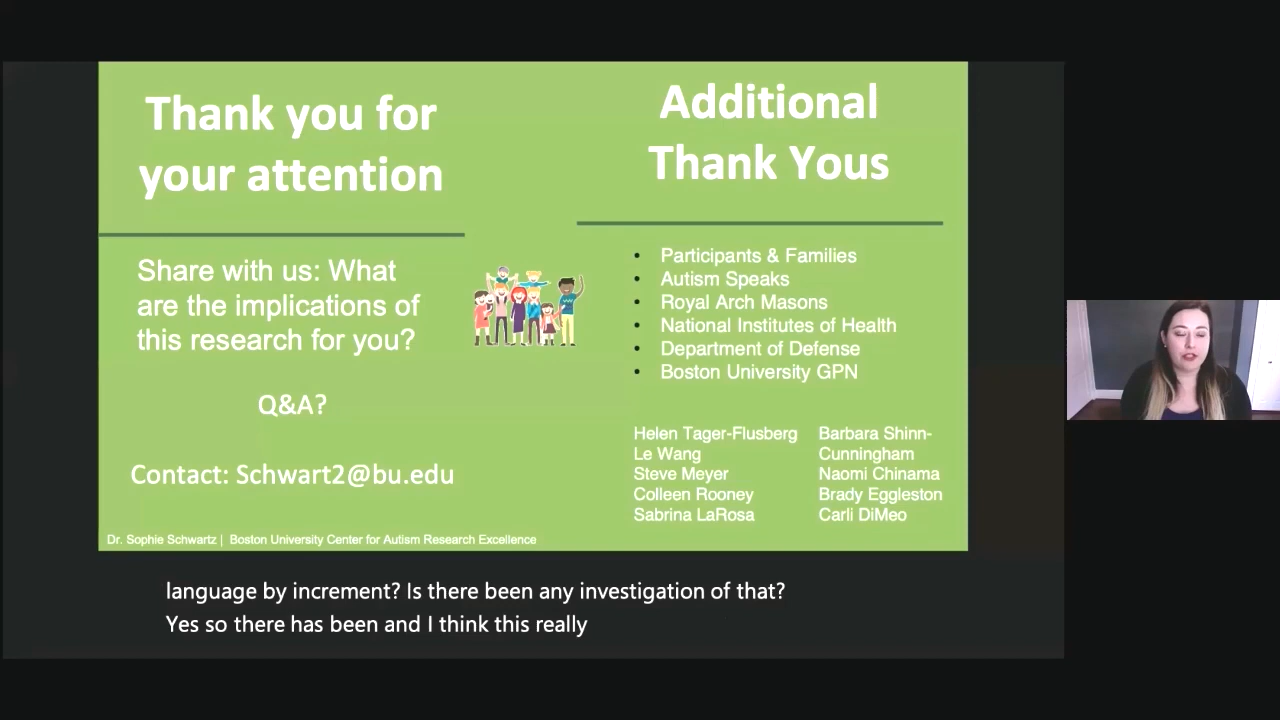 Thank you for
your attention
Share with us: What
are the implications of
this research for you?
Q&A?
Contact: Schwart2@bu.edu
Dr. Sophie Schwartz | Boston University Center for Autism Research Excellence
Additional
Thank Yous
• Participants & Families
• Autism Speaks
• Royal Arch Masons
• National Institutes of Health
• Department of Defense
• Boston University GPN
Helen Tager-Flusberg
Le Wang
Steve Meyer
Colleen Rooney
Sabrina LaRosa
Barbara Shinn-
Cunningham
Naomi Chinama
Brady Eggleston
Carli DiMeo
language by increment? Is there been any investigation of that?
Yes so there has been and I think this really